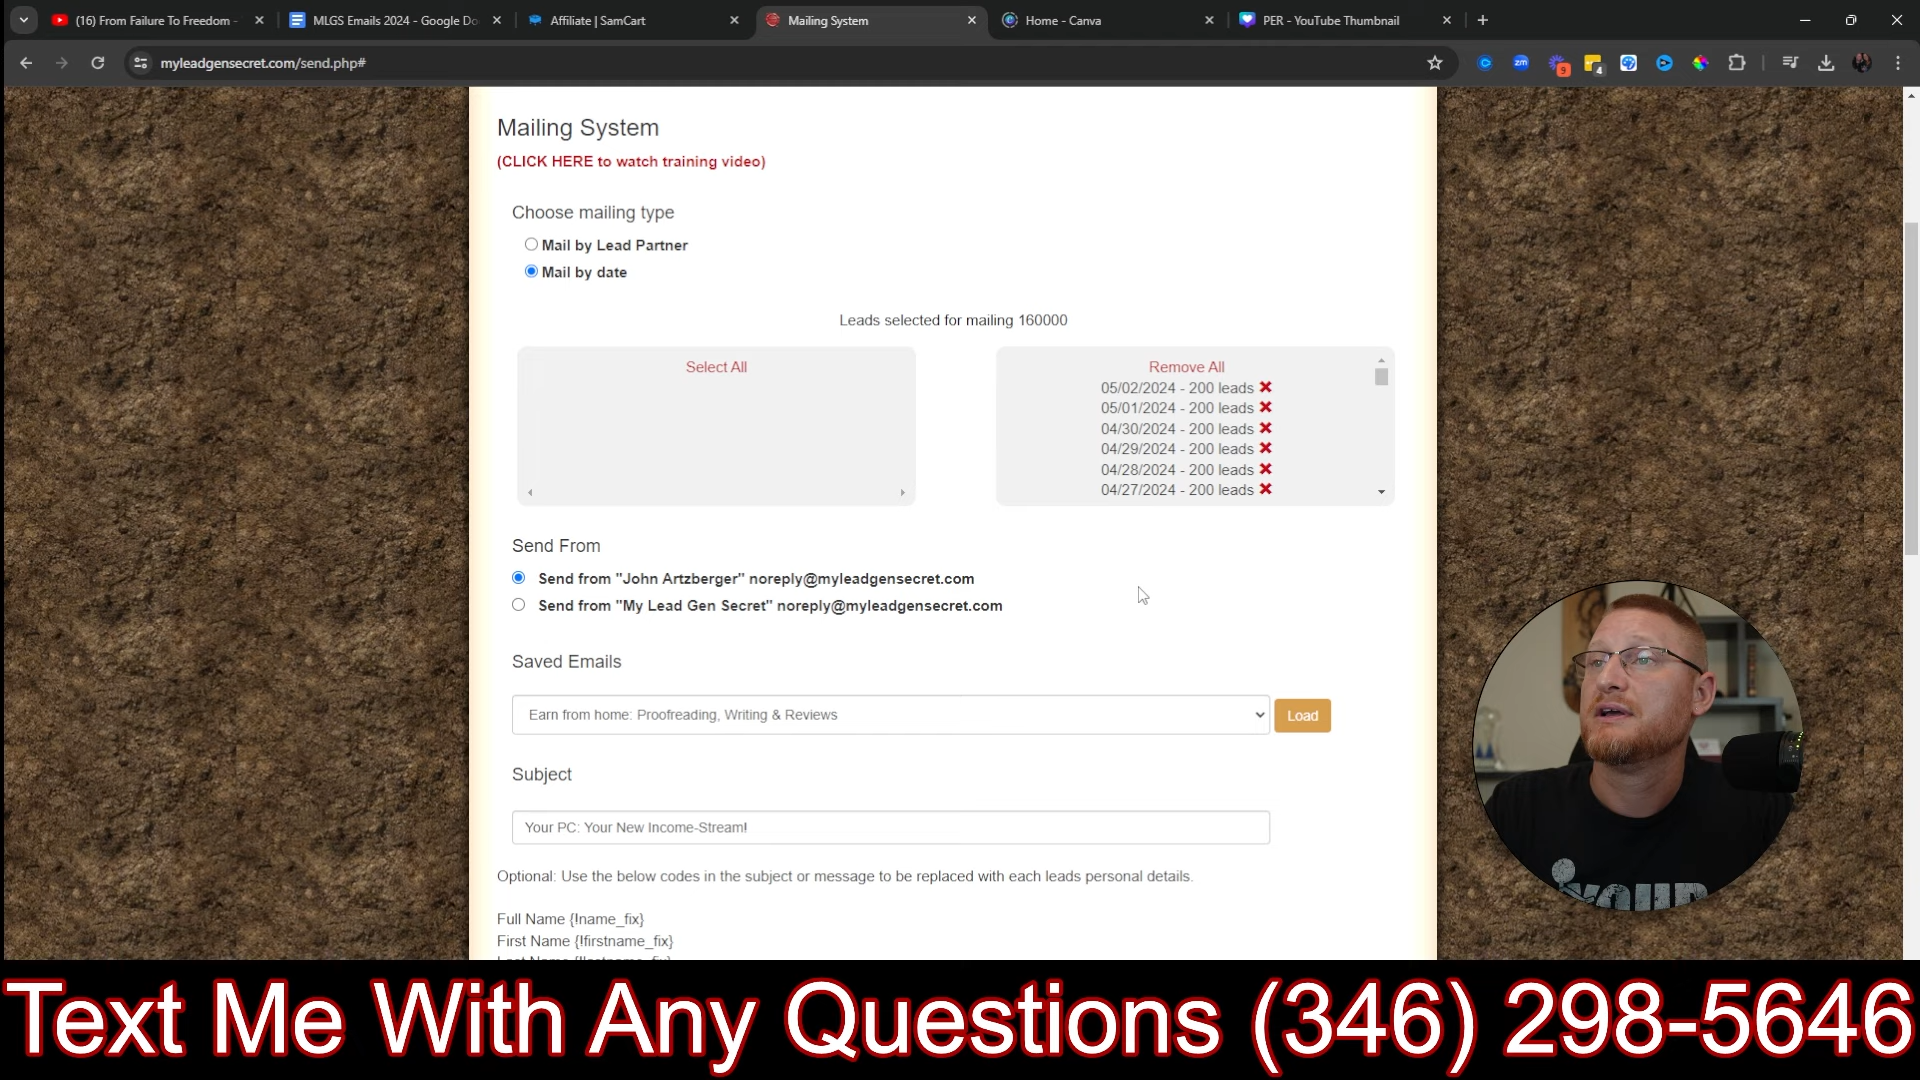 (16) From Failure To Freedom -
MLGS Emails 2024 - Google Do
Affiliate | SamCart
Mailing System
Home - Canva
PER - YouTube Thumbnail
myleadgensecret.com/send.php#
zm
9
4
Mailing System
(CLICK HERE to watch training video)
Choose mailing type
Mail by Lead Partner
Mail by date
Leads selected for mailing 160000
Select All
Remove All
05/02/2024 - 200 leads
05/01/2024 - 200 leads
04/30/2024 - 200 leads
04/29/2024 - 200 leads
04/28/2024 - 200 leads
04/27/2024 - 200 leads
Send From
Send from "John Artzberger" noreply@myleadgensecret.com
Send from "My Lead Gen Secret" noreply@myleadgensecret.com
Saved Emails
Earn from home: Proofreading, Writing & Reviews
Load
Subject
Your PC: Your New Income-Stream!
Optional: Use the below codes in the subject or message to be replaced with each leads personal details.
Full Name {!name_fix}
First Name {!firstname_fix}
Last Name {!lastname_fix}
Text Me With Any Questions (346) 298-5646